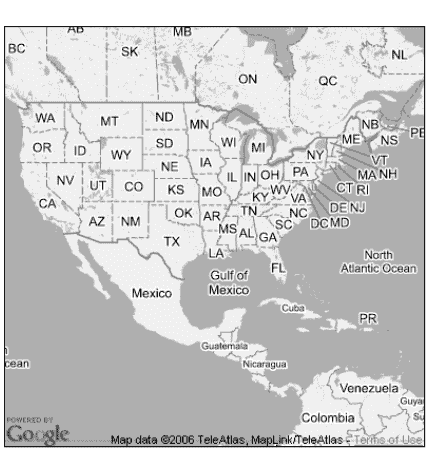 AB
MB
BC
SK
NL
ON
QC
NB
PE
WA
MT
ND
MN
ME
NS
OR
ID
SD
WI
MI
NY
VT
WY
NE
IA
PA
MA NH
NV
UT
CO
KS
MO
IL
IN
OH
WV
VA
CT RI
CA
KY
DE NJ
AZ
NM
OK
AR
TN
NC
DC MD
MS
AL
GA
SC
TX
LA
FL
North
Atlantic Ocean
Gulf of
Mexico
Mexico
Cuba
PR
Guatemala
Nicaragua
n
cean
Venezuela
Guya
Su
Colombia
POWERED BY
Google
Map data ©2006 TeleAtlas, MapLink/TeleAtlas - Terms of Use